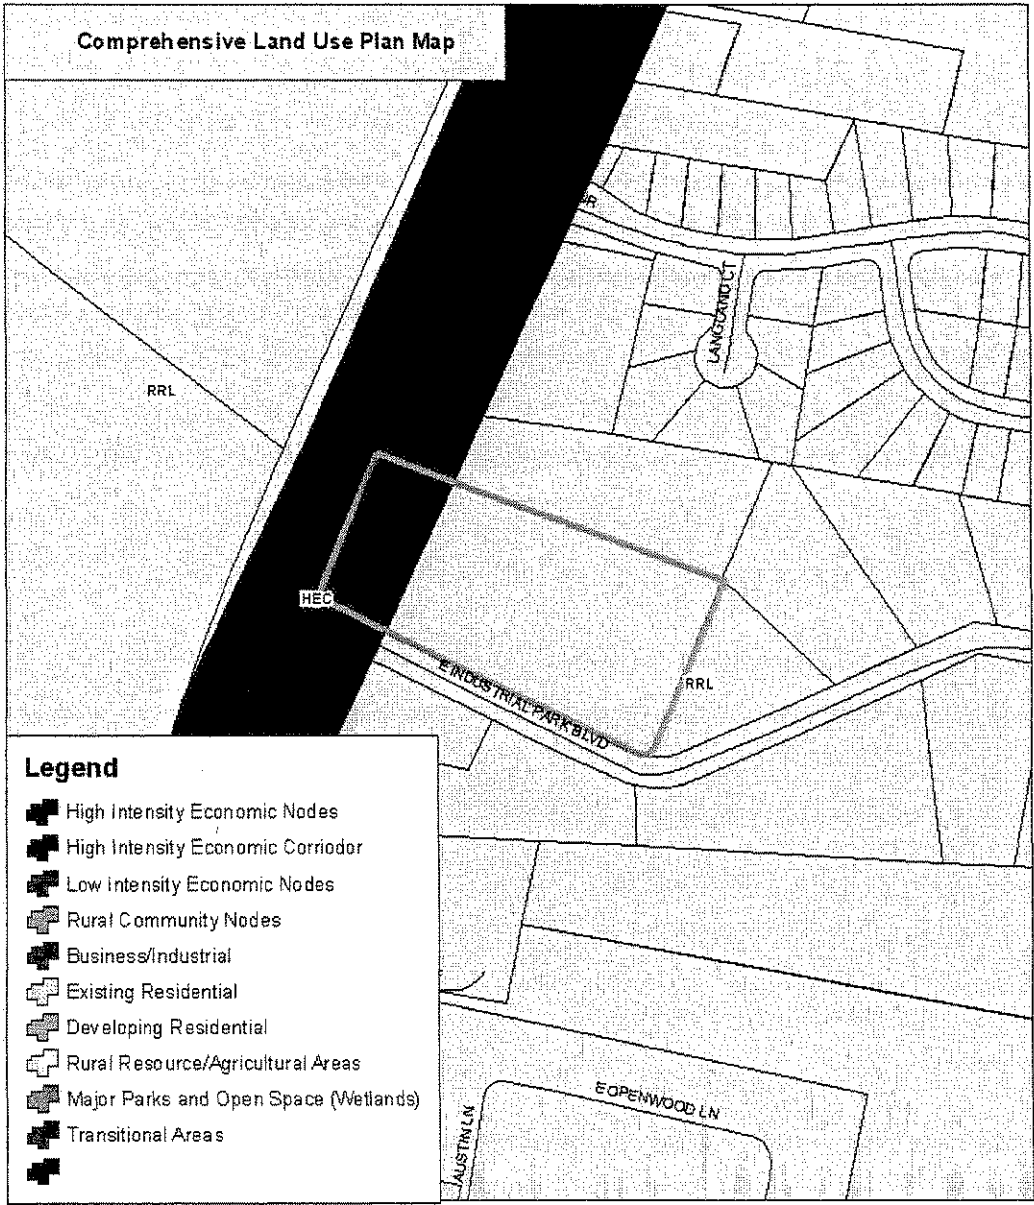 Comprehensive Land Use Plan Map
DR
LANGLAND CT
RRL
HEC
E INDUSTRIAL PARK BLVD
RRL
Legend
High Intensity Economic Nodes
High Intensity Economic Corriodor
Low Intensity Economic Nodes
Rural Community Nodes
Business/Industrial
Existing Residential
Developing Residential
Rural Resource/Agricultural Areas
Major Parks and Open Space (Wetlands)
Transitional Areas
E OPENWOOD LN
AUSTIN LN